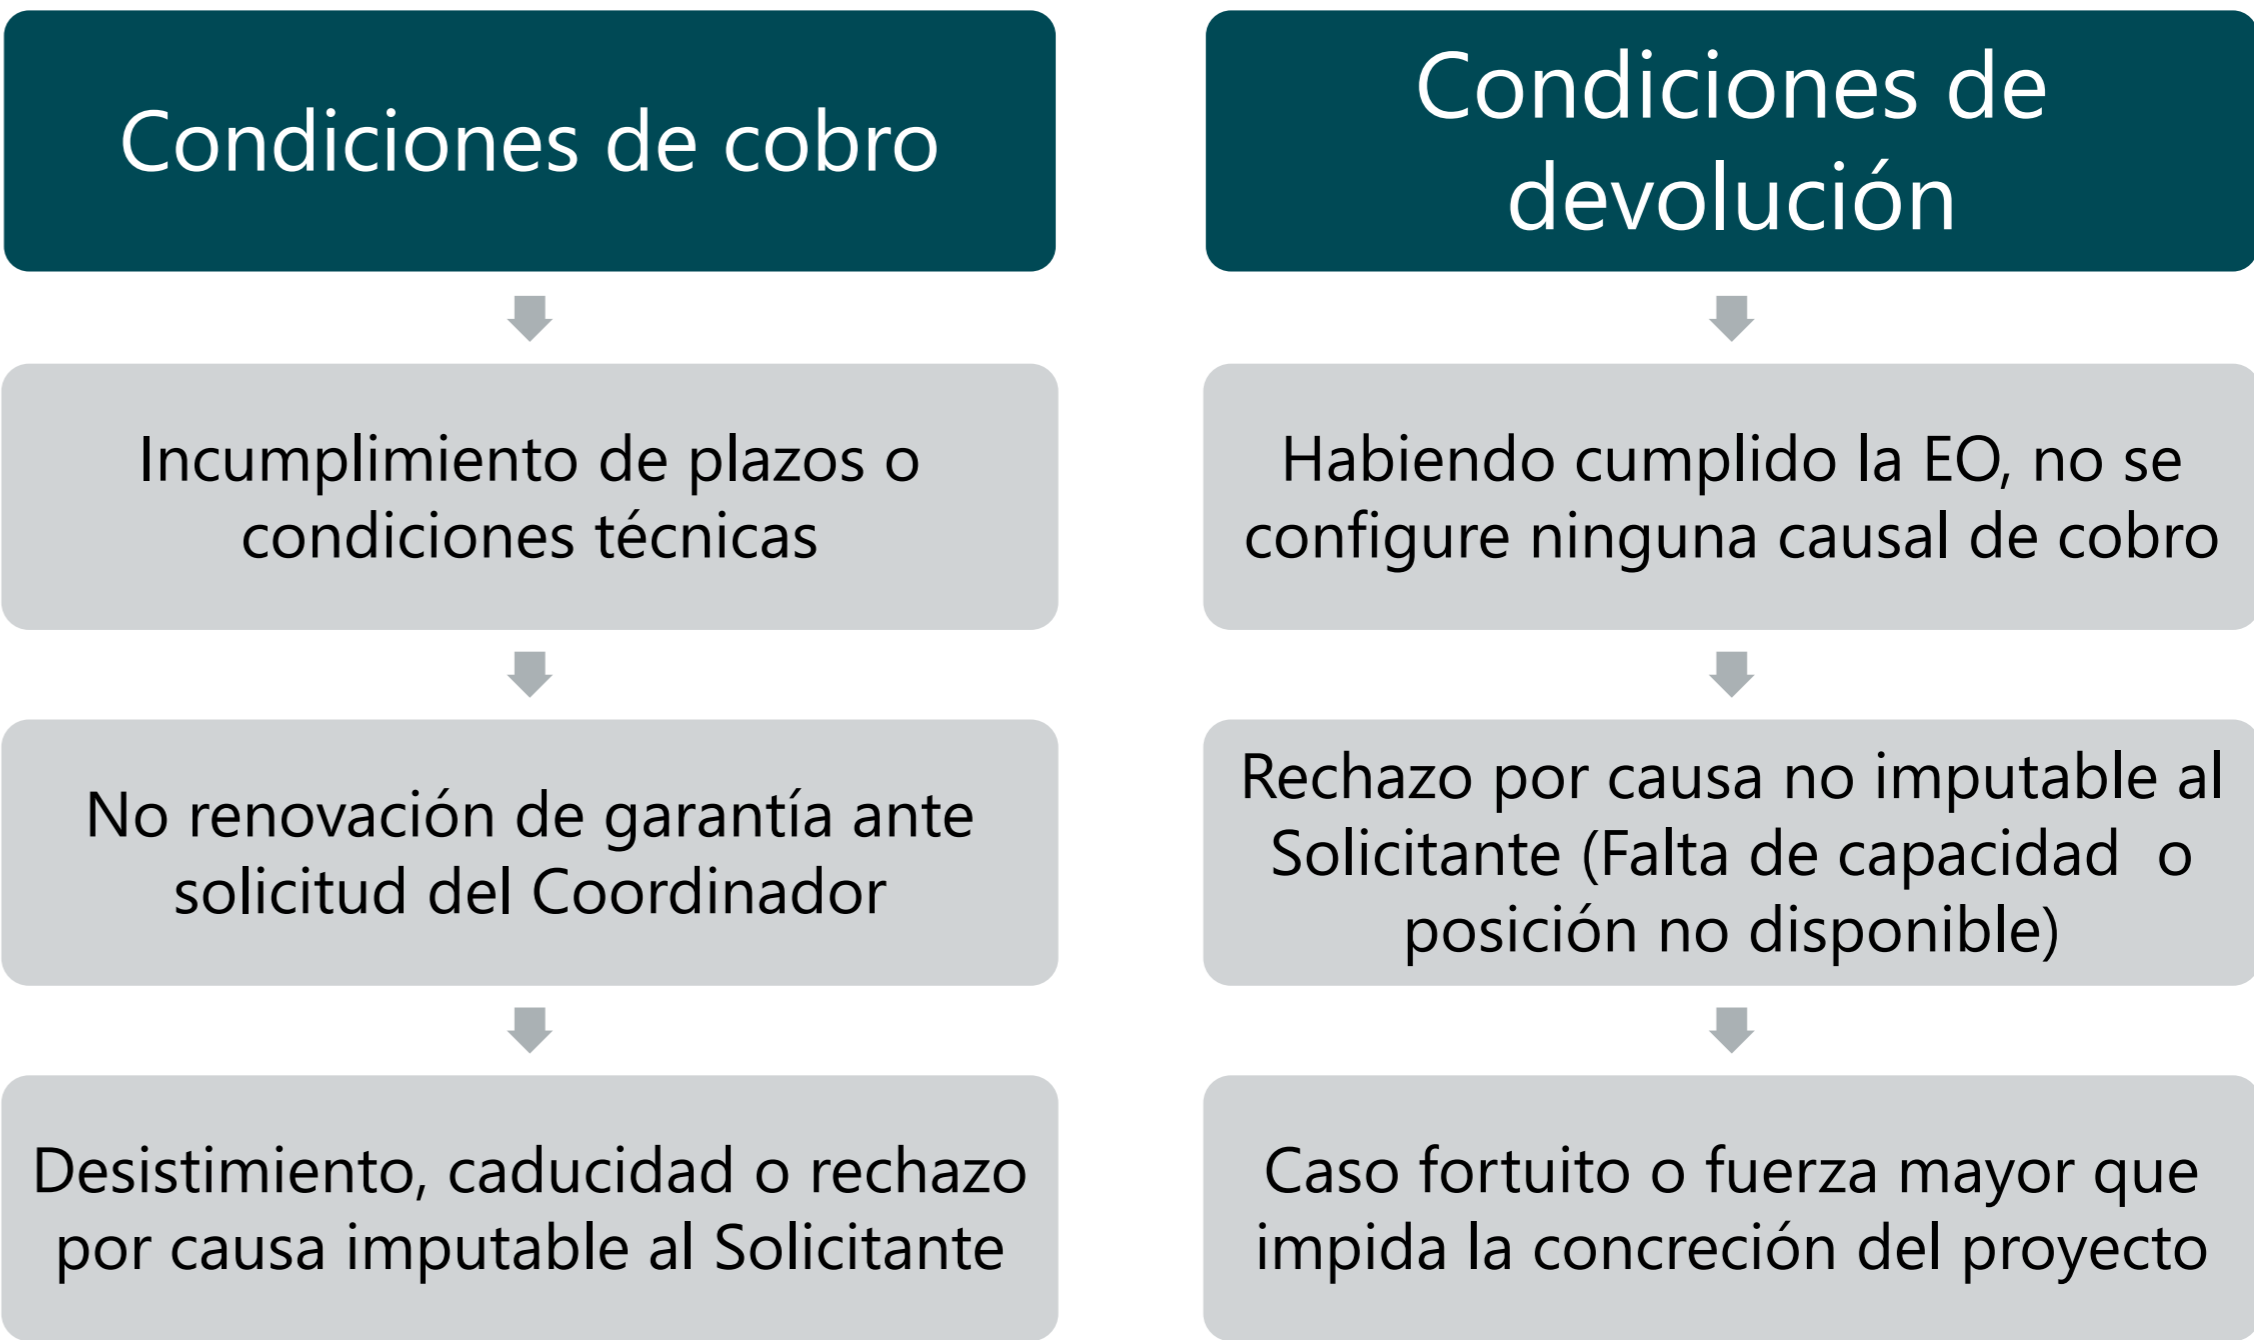 Condiciones de cobro
Incumplimiento de plazos o
condiciones técnicas
No renovación de garantía ante
solicitud del Coordinador
Desistimiento, caducidad o rechazo
por causa imputable al Solicitante
Condiciones de
devolución
Habiendo cumplido la EO, no se
configure ninguna causal de cobro
Rechazo por causa no imputable al
Solicitante (Falta de capacidad  o
posición no disponible)
Caso fortuito o fuerza mayor que
impida la concreción del proyecto